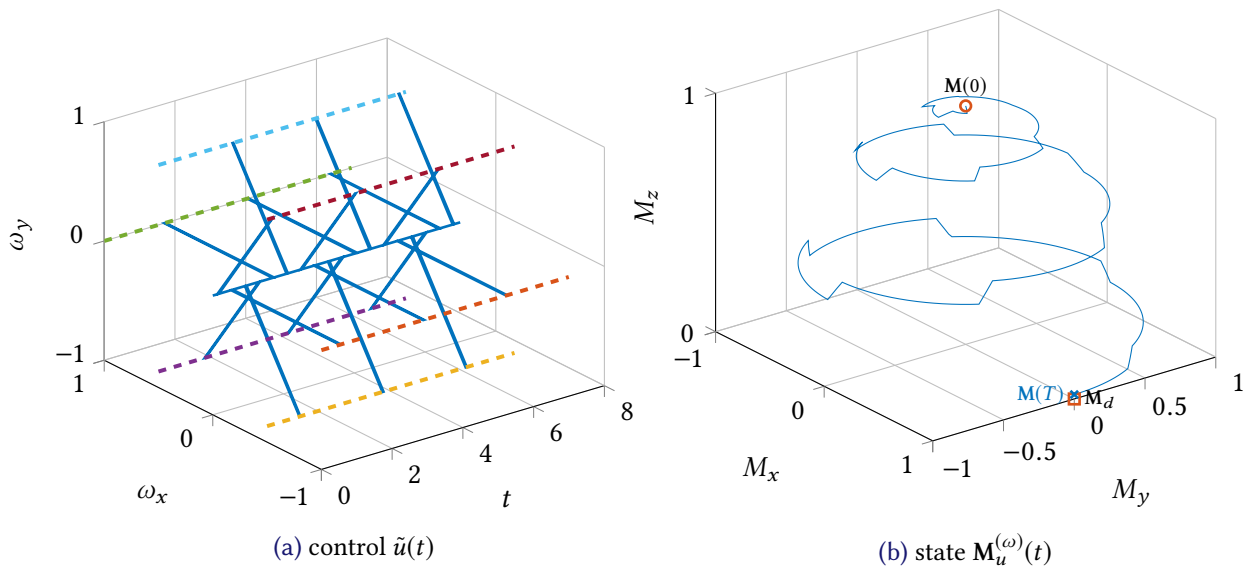 1
0
−1
ω_y
1
0
−1
ω_x
0
2
4
6
8
t
(a) control ũ(t)
1
0
M_z
−1
0
1
M_x
−1
−0.5
0
0.5
1
M_y
M(0)
M(T)
M_d
(b) state M_u^(ω)(t)